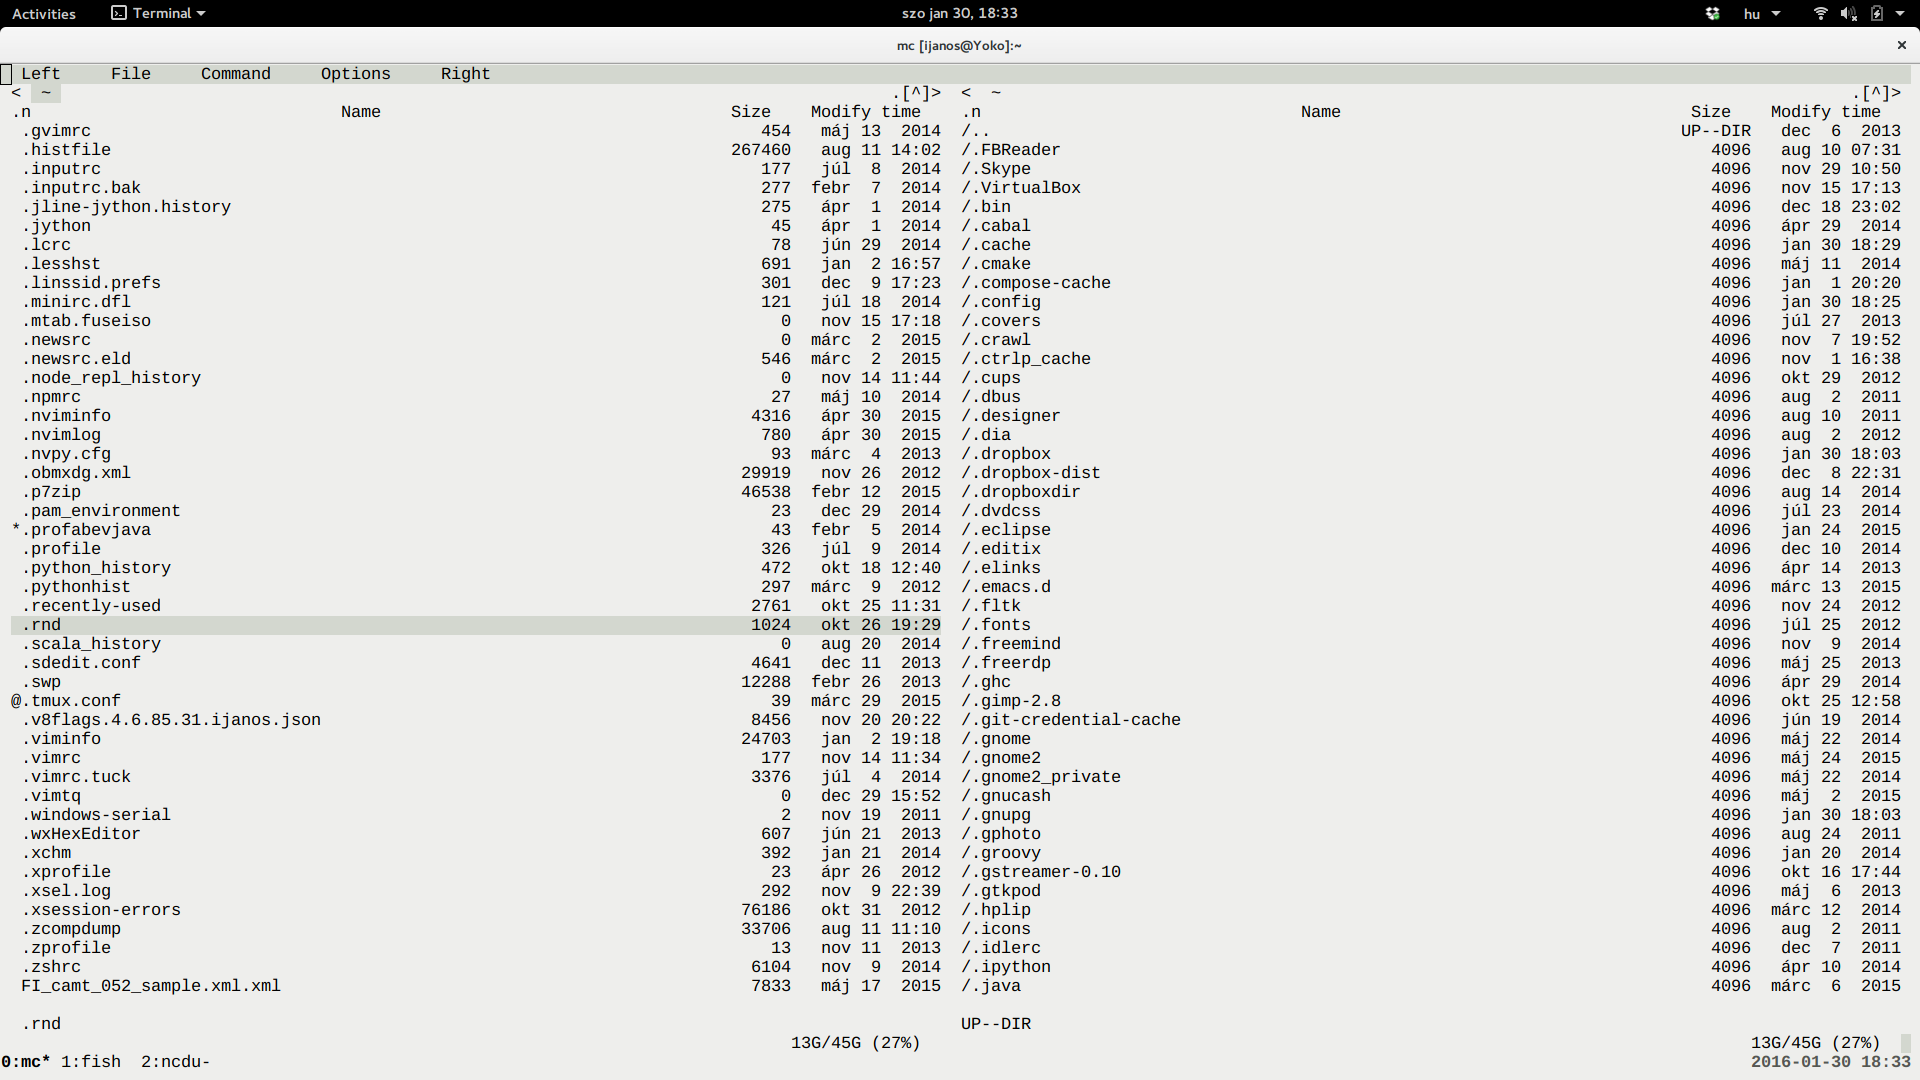 Activities Terminal szo jan 30, 18:33 hu
mc [ijanos@Yoko]:~ ×
Left File Command Options Right
< ~ .[^]> < ~ .[^]>
.n Name Size Modify time .n Name Size Modify time
.gvimrc 454 máj 13 2014 /.. UP--DIR dec 6 2013
.histfile 267460 aug 11 14:02 /.FBReader 4096 aug 10 07:31
.inputrc 177 júl 8 2014 /.Skype 4096 nov 29 10:50
.inputrc.bak 277 febr 7 2014 /.VirtualBox 4096 nov 15 17:13
.jline-jython.history 275 ápr 1 2014 /.bin 4096 dec 18 23:02
.jython 45 ápr 1 2014 /.cabal 4096 ápr 29 2014
.lcrc 78 jún 29 2014 /.cache 4096 jan 30 18:29
.lesshst 691 jan 2 16:57 /.cmake 4096 máj 11 2014
.linssid.prefs 301 dec 9 17:23 /.compose-cache 4096 jan 1 20:20
.minirc.dfl 121 júl 18 2014 /.config 4096 jan 30 18:25
.mtab.fuseiso 0 nov 15 17:18 /.covers 4096 júl 27 2013
.newsrc 0 márc 2 2015 /.crawl 4096 nov 7 19:52
.newsrc.eld 546 márc 2 2015 /.ctrlp_cache 4096 nov 1 16:38
.node_repl_history 0 nov 14 11:44 /.cups 4096 okt 29 2012
.npmrc 27 máj 10 2014 /.dbus 4096 aug 2 2011
.nviminfo 4316 ápr 30 2015 /.designer 4096 aug 10 2011
.nvimlog 780 ápr 30 2015 /.dia 4096 aug 2 2012
.nvpy.cfg 93 márc 4 2013 /.dropbox 4096 jan 30 18:03
.obmxdg.xml 29919 nov 26 2012 /.dropbox-dist 4096 dec 8 22:31
.p7zip 46538 febr 12 2015 /.dropboxdir 4096 aug 14 2014
.pam_environment 23 dec 29 2014 /.dvdcss 4096 júl 23 2014
*.profabevjava 43 febr 5 2014 /.eclipse 4096 jan 24 2015
.profile 326 júl 9 2014 /.editix 4096 dec 10 2014
.python_history 472 okt 18 12:40 /.elinks 4096 ápr 14 2013
.pythonhist 297 márc 9 2012 /.emacs.d 4096 márc 13 2015
.recently-used 2761 okt 25 11:31 /.fltk 4096 nov 24 2012
.rnd 1024 okt 26 19:29 /.fonts 4096 júl 25 2012
.scala_history 0 aug 20 2014 /.freemind 4096 nov 9 2014
.sdedit.conf 4641 dec 11 2013 /.freerdp 4096 máj 25 2013
.swp 12288 febr 26 2013 /.ghc 4096 ápr 29 2014
@.tmux.conf 39 márc 29 2015 /.gimp-2.8 4096 okt 25 12:58
.v8flags.4.6.85.31.ijanos.json 8456 nov 20 20:22 /.git-credential-cache 4096 jún 19 2014
.viminfo 24703 jan 2 19:18 /.gnome 4096 máj 22 2014
.vimrc 177 nov 14 11:34 /.gnome2 4096 máj 24 2015
.vimrc.tuck 3376 júl 4 2014 /.gnome2_private 4096 máj 22 2014
.vimtq 0 dec 29 15:52 /.gnucash 4096 máj 2 2015
.windows-serial 2 nov 19 2011 /.gnupg 4096 jan 30 18:03
.wxHexEditor 607 jún 21 2013 /.gphoto 4096 aug 24 2011
.xchm 392 jan 21 2014 /.groovy 4096 jan 20 2014
.xprofile 23 ápr 26 2012 /.gstreamer-0.10 4096 okt 16 17:44
.xsel.log 292 nov 9 22:39 /.gtkpod 4096 máj 6 2013
.xsession-errors 76186 okt 31 2012 /.hplip 4096 márc 12 2014
.zcompdump 33706 aug 11 11:10 /.icons 4096 aug 2 2011
.zprofile 13 nov 11 2013 /.idlerc 4096 dec 7 2011
.zshrc 6104 nov 9 2014 /.ipython 4096 ápr 10 2014
FI_camt_052_sample.xml.xml 7833 máj 17 2015 /.java 4096 márc 6 2015
.rnd UP--DIR
13G/45G (27%) 13G/45G (27%)
0:mc* 1:fish 2:ncdu- 2016-01-30 18:33